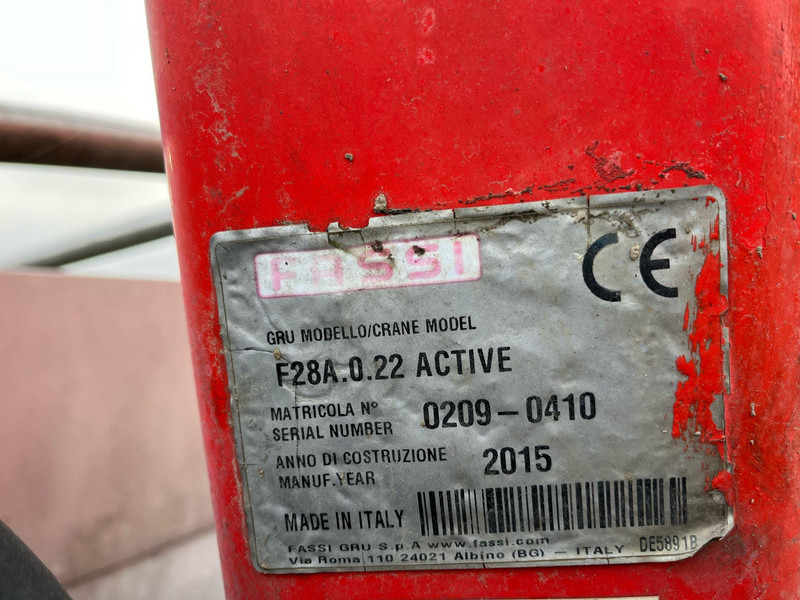 FASSI
CE
GRU MODELLO/CRANE MODEL
F28A.0.22 ACTIVE
MATRICOLA N° 0209-0410
SERIAL NUMBER
ANNO DI COSTRUZIONE 2015
MANUF.YEAR
MADE IN ITALY
FASSI GRU S.p.A www.fassi.com
Via Roma 110 24021 Albino (BG) - ITALY DE5891B